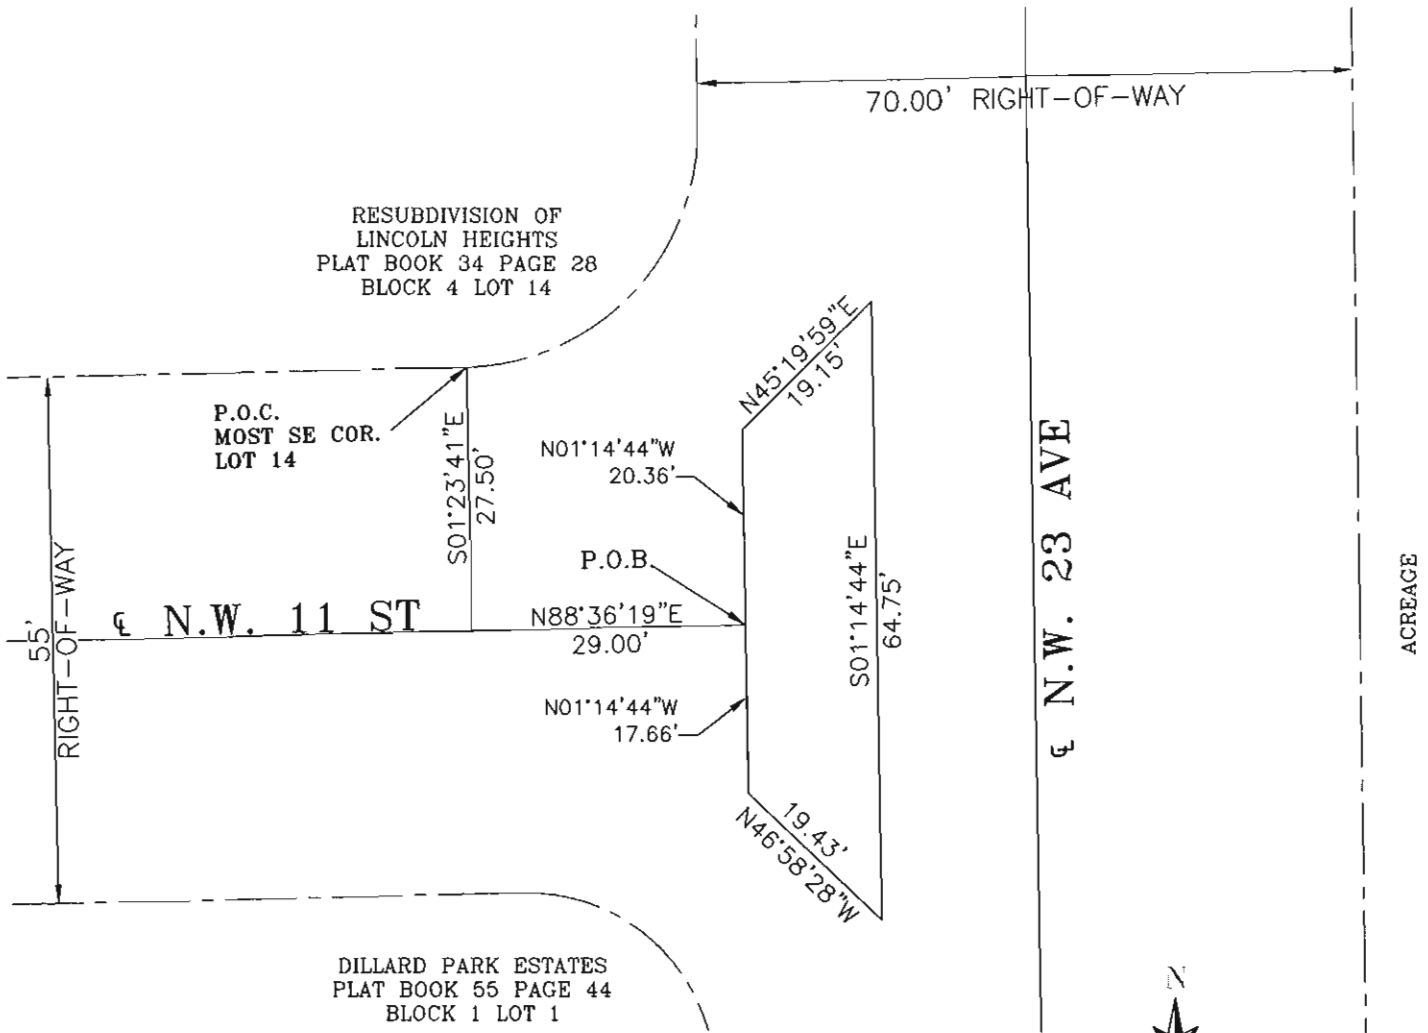 70.00' RIGHT-OF-WAY
RESUBDIVISION OF
LINCOLN HEIGHTS
PLAT BOOK 34 PAGE 28
BLOCK 4 LOT 14
N45°19'59"E
19.15'
P.O.C.
MOST SE COR.
LOT 14
S01°23'41"E
27.50'
N01°14'44"W
20.36'
P.O.B.
55'
RIGHT-OF-WAY
℄ N.W. 11 ST
N88°36'19"E
29.00'
S01°14'44"E
64.75'
℄ N.W. 23 AVE
ACREAGE
N01°14'44"W
17.66'
19.43'
N46°58'28"W
DILLARD PARK ESTATES
PLAT BOOK 55 PAGE 44
BLOCK 1 LOT 1
N